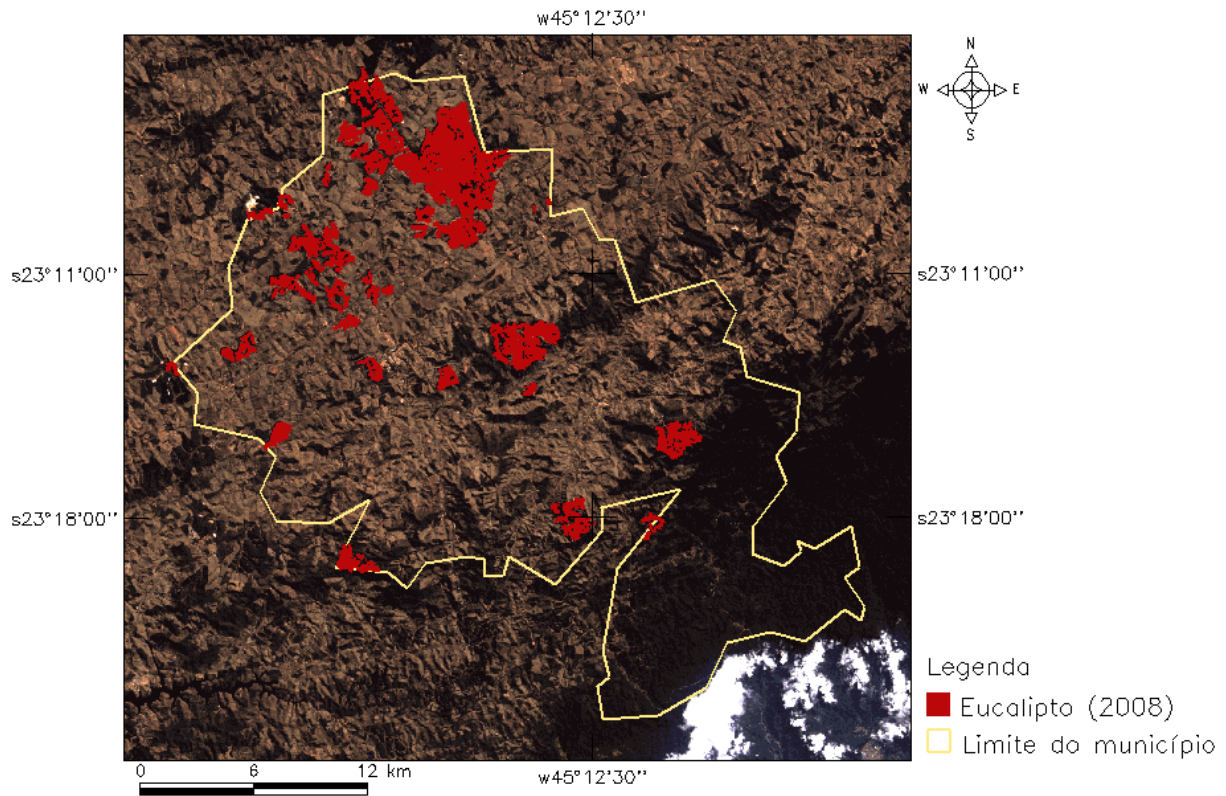 w45°12'30''
N
W E
S
s23°11'00'' s23°11'00''
s23°18'00'' s23°18'00''
Legenda
Eucalipto (2008)
Limíte do município
0 6 12 km
w45°12'30''